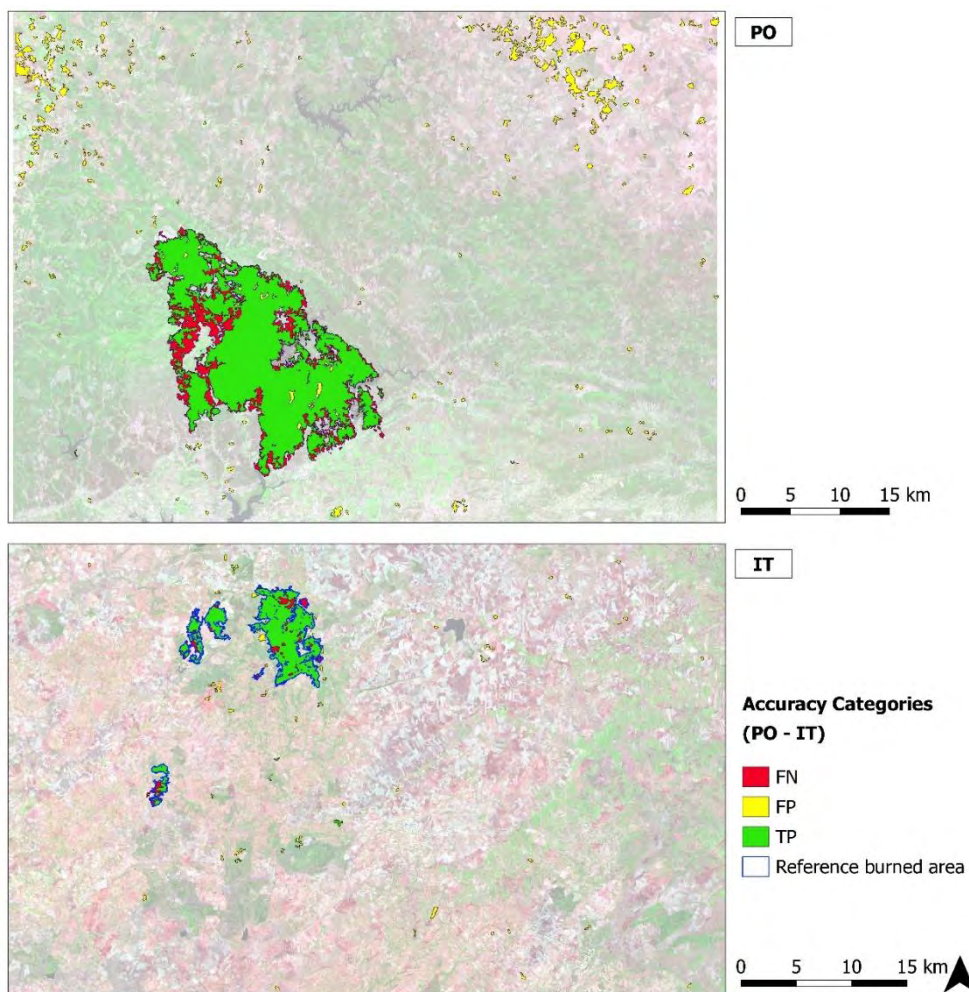 PO
0 5 10 15 km
IT
Accuracy Categories
(PO - IT)
FN
FP
TP
Reference burned area
0 5 10 15 km